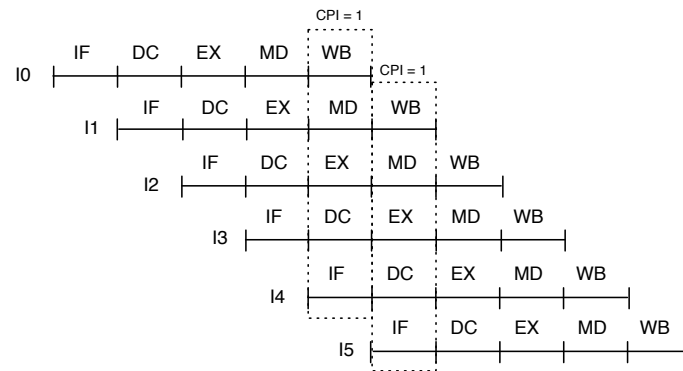 CPI = 1
IF DC EX MD WB
I0
CPI = 1
IF DC EX MD WB
I1
IF DC EX MD WB
I2
IF DC EX MD WB
I3
IF DC EX MD WB
I4
IF DC EX MD WB
I5